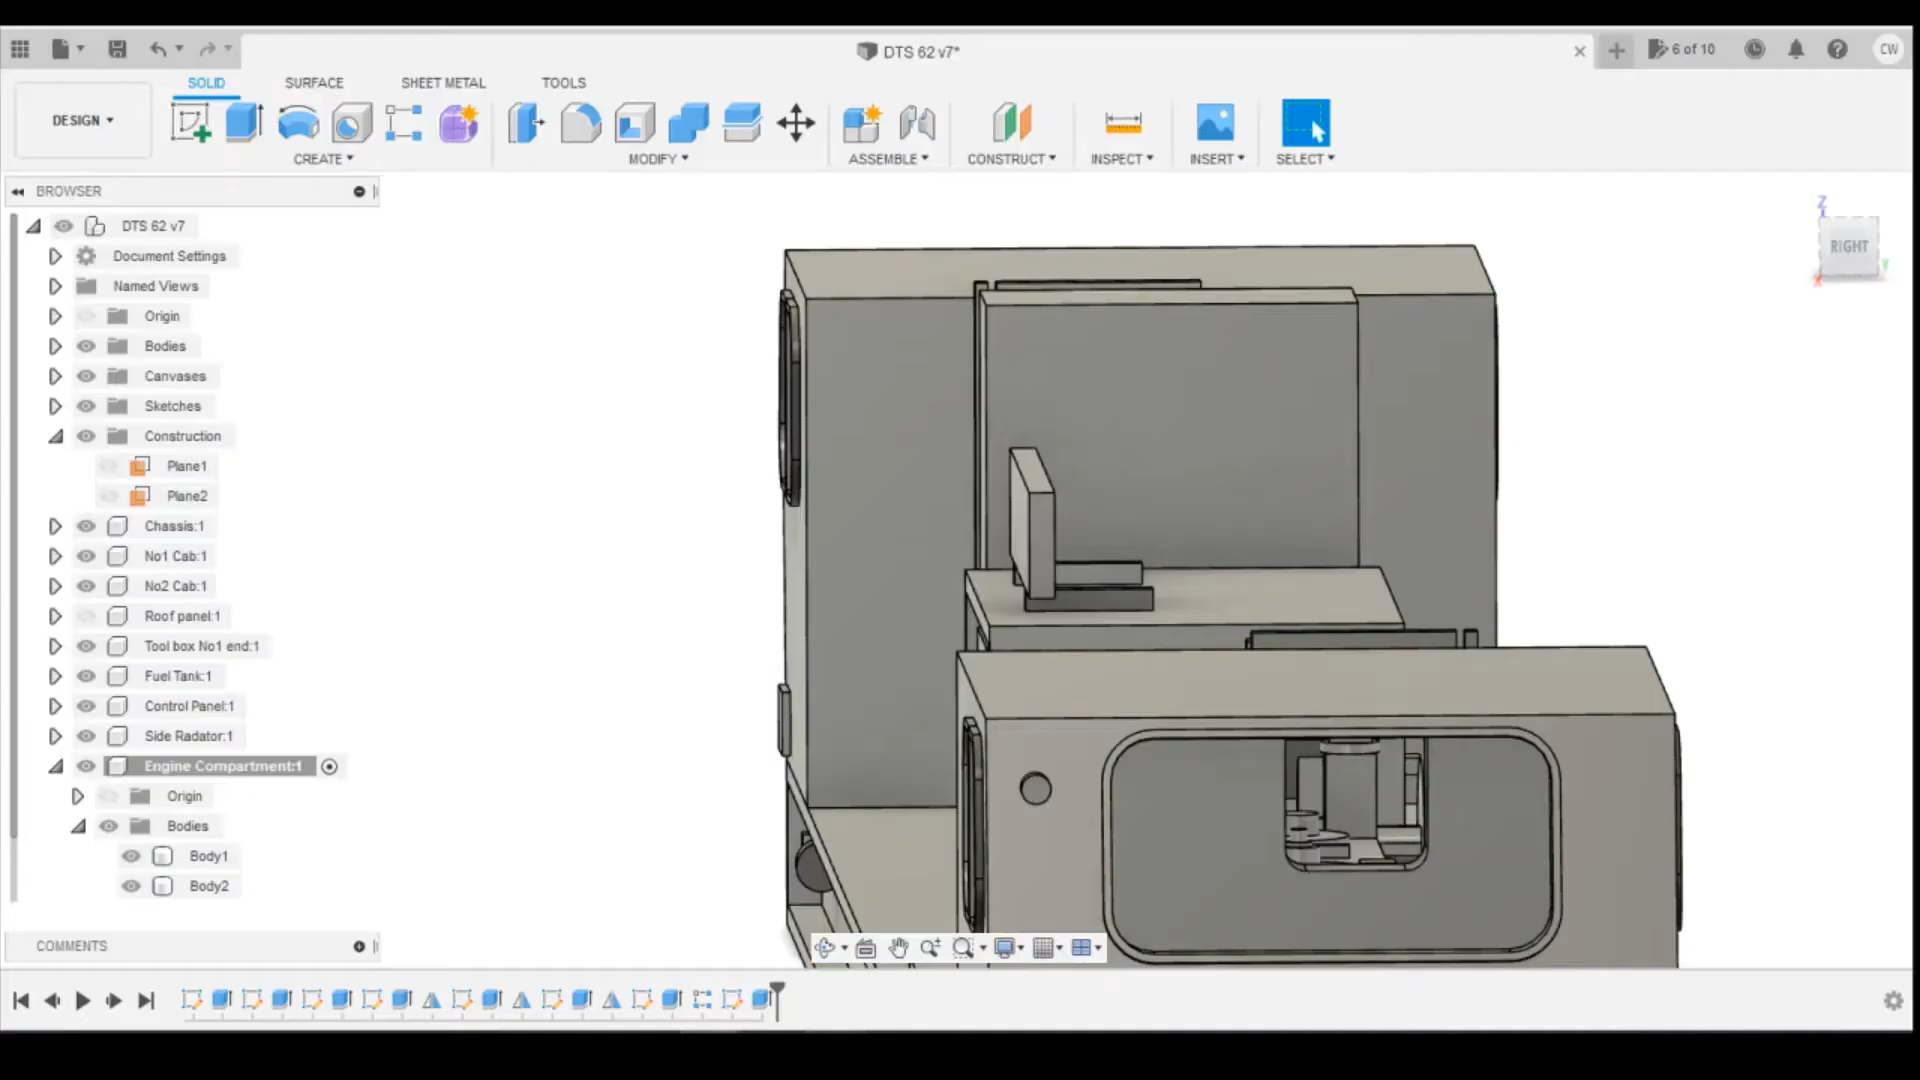 DTS 62 v7*
6 of 10
CW
SOLID
SURFACE
SHEET METAL
TOOLS
DESIGN
CREATE
MODIFY
ASSEMBLE
CONSTRUCT
INSPECT
INSERT
SELECT
BROWSER
DTS 62 v7
Document Settings
Named Views
Origin
Bodies
Canvases
Sketches
Construction
Plane1
Plane2
Chassis:1
No1 Cab:1
No2 Cab:1
Roof panel:1
Tool box No1 end:1
Fuel Tank:1
Control Panel:1
Side Radator:1
Engine Compartment:1
Origin
Bodies
Body1
Body2
COMMENTS
Z
RIGHT
X
Y